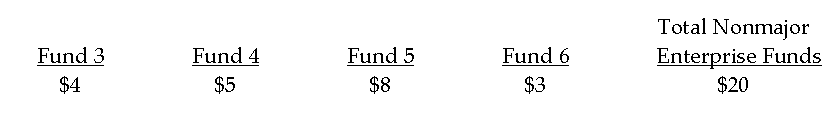 Total Nonmajor
Fund 3 Fund 4 Fund 5 Fund 6 Enterprise Funds
$4 $5 $8 $3 $20